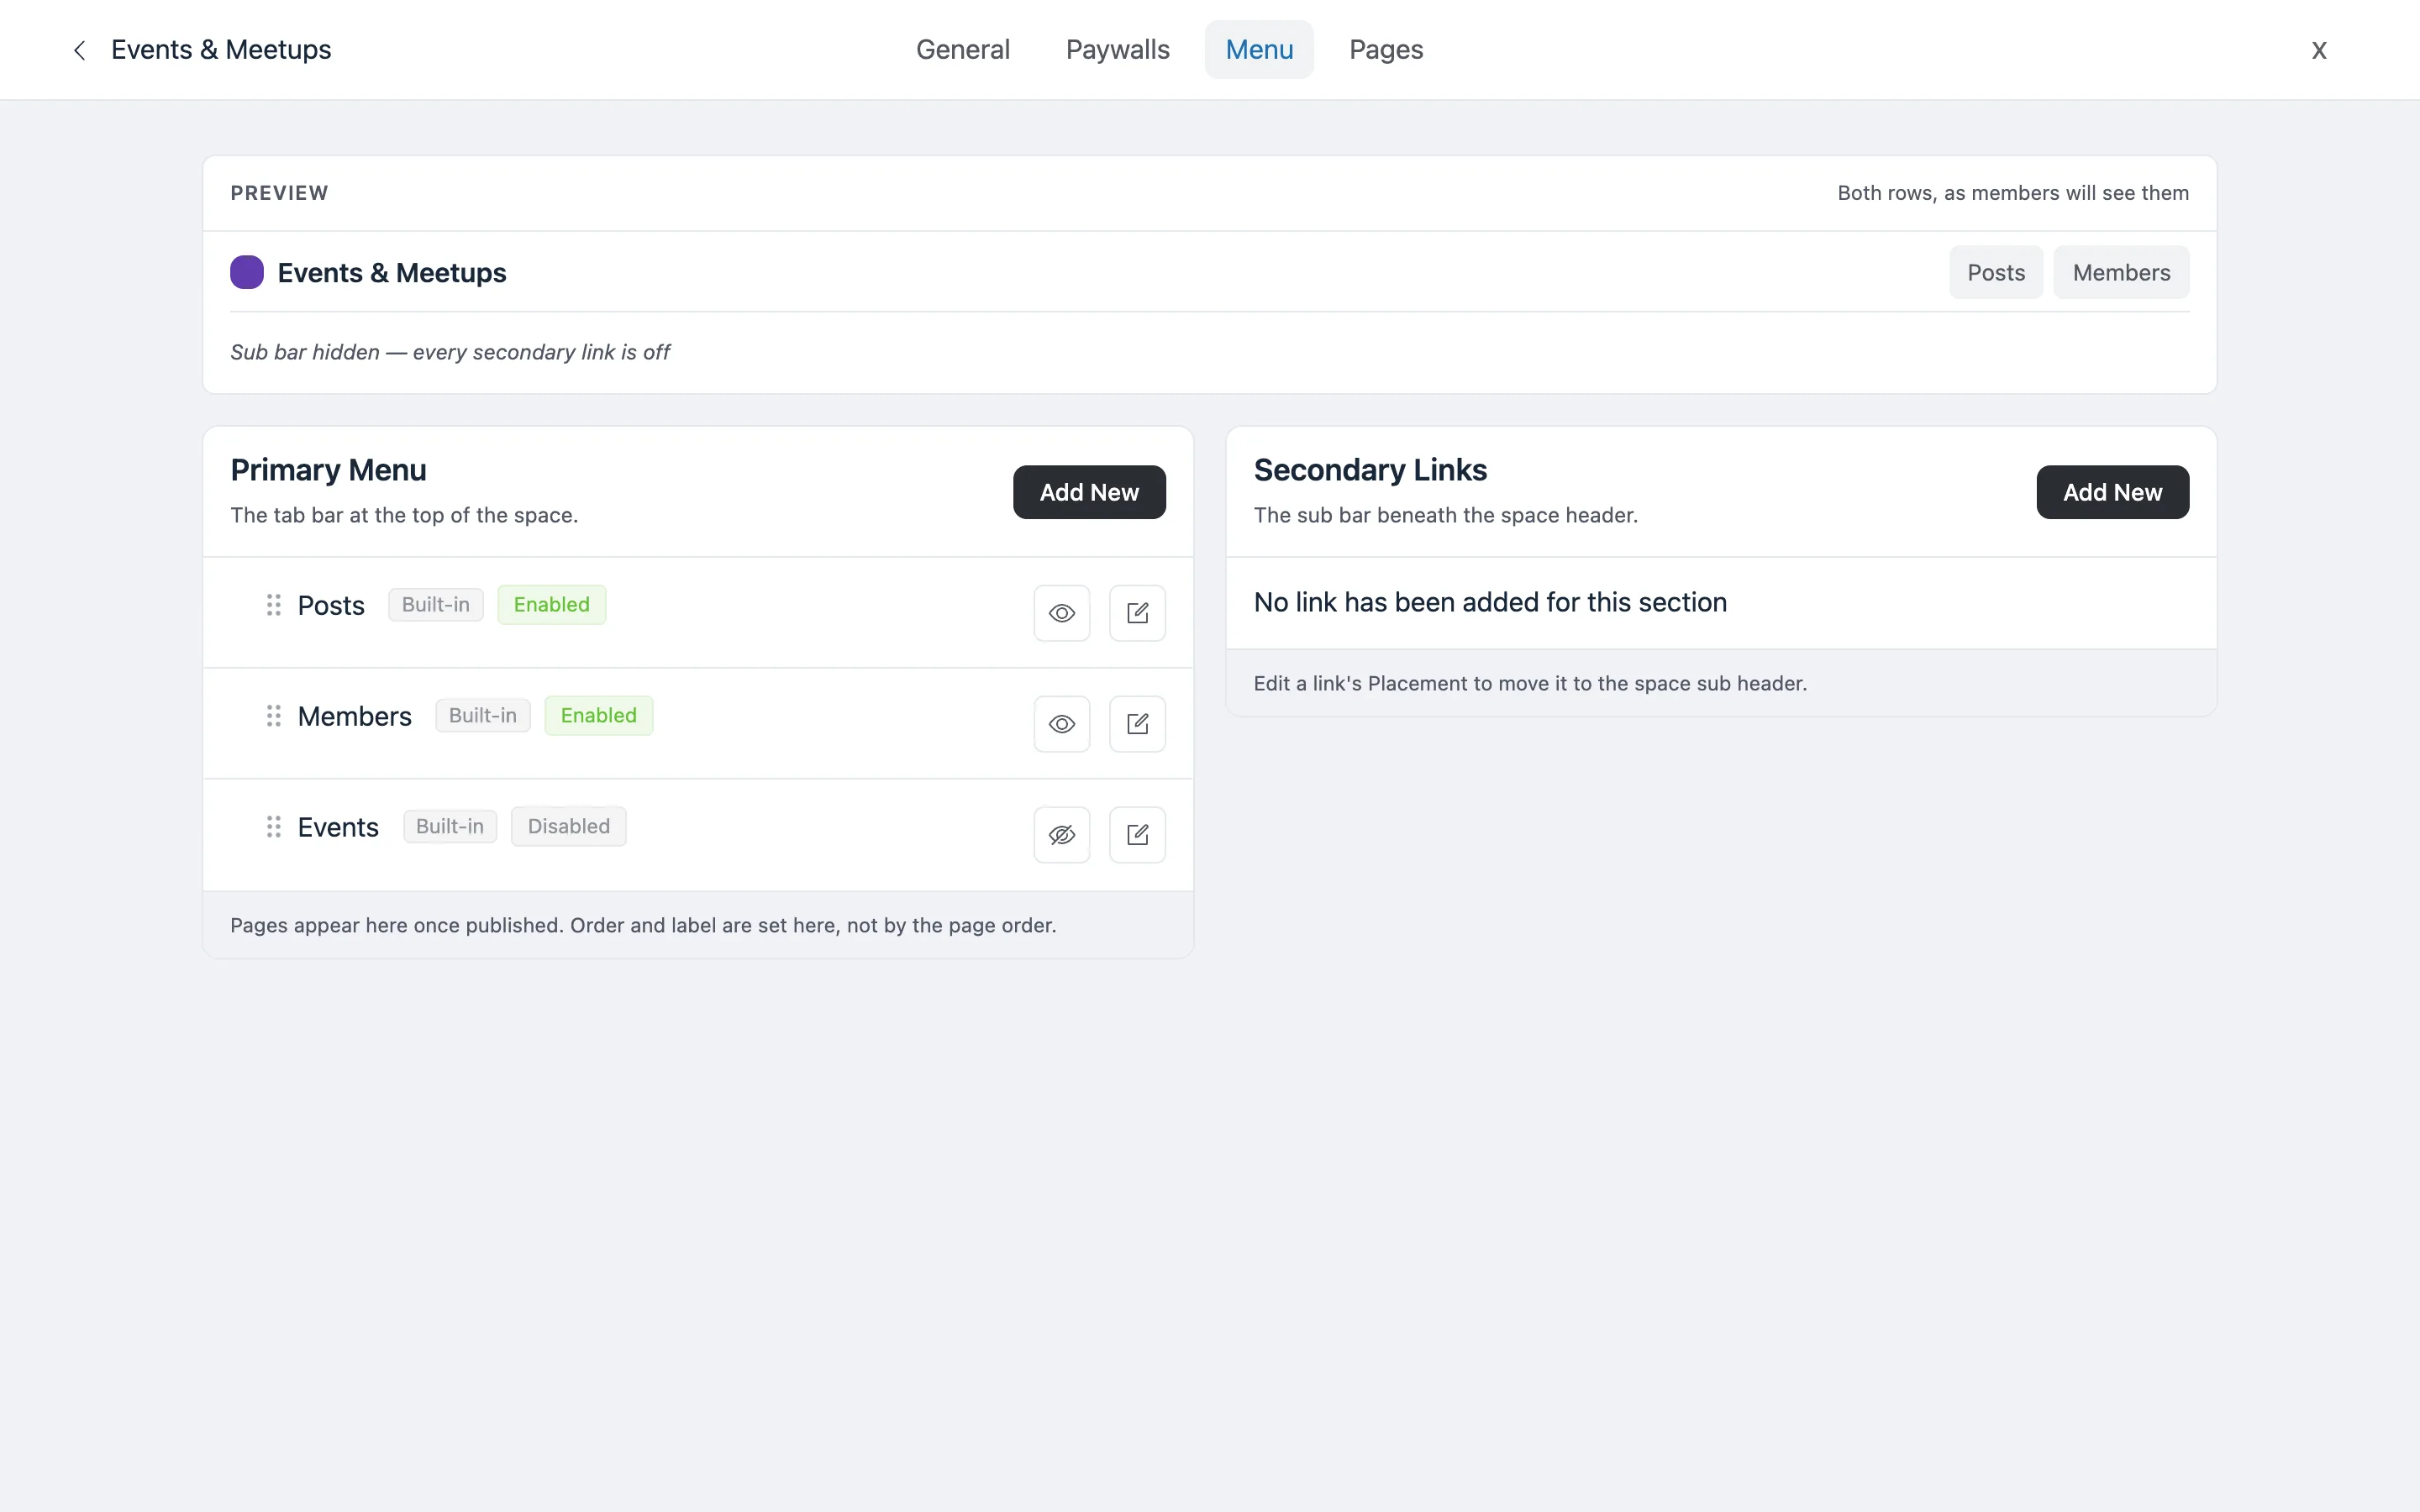 Events & Meetups
General Paywalls Menu Pages X
PREVIEW Both rows, as members will see them
Events & Meetups Posts Members
Sub bar hidden — every secondary link is off
Primary Menu
The tab bar at the top of the space.
Add New
Posts Built-in Enabled
Members Built-in Enabled
Events Built-in Disabled
Pages appear here once published. Order and label are set here, not by the page order.
Secondary Links
The sub bar beneath the space header.
Add New
No link has been added for this section
Edit a link's Placement to move it to the space sub header.